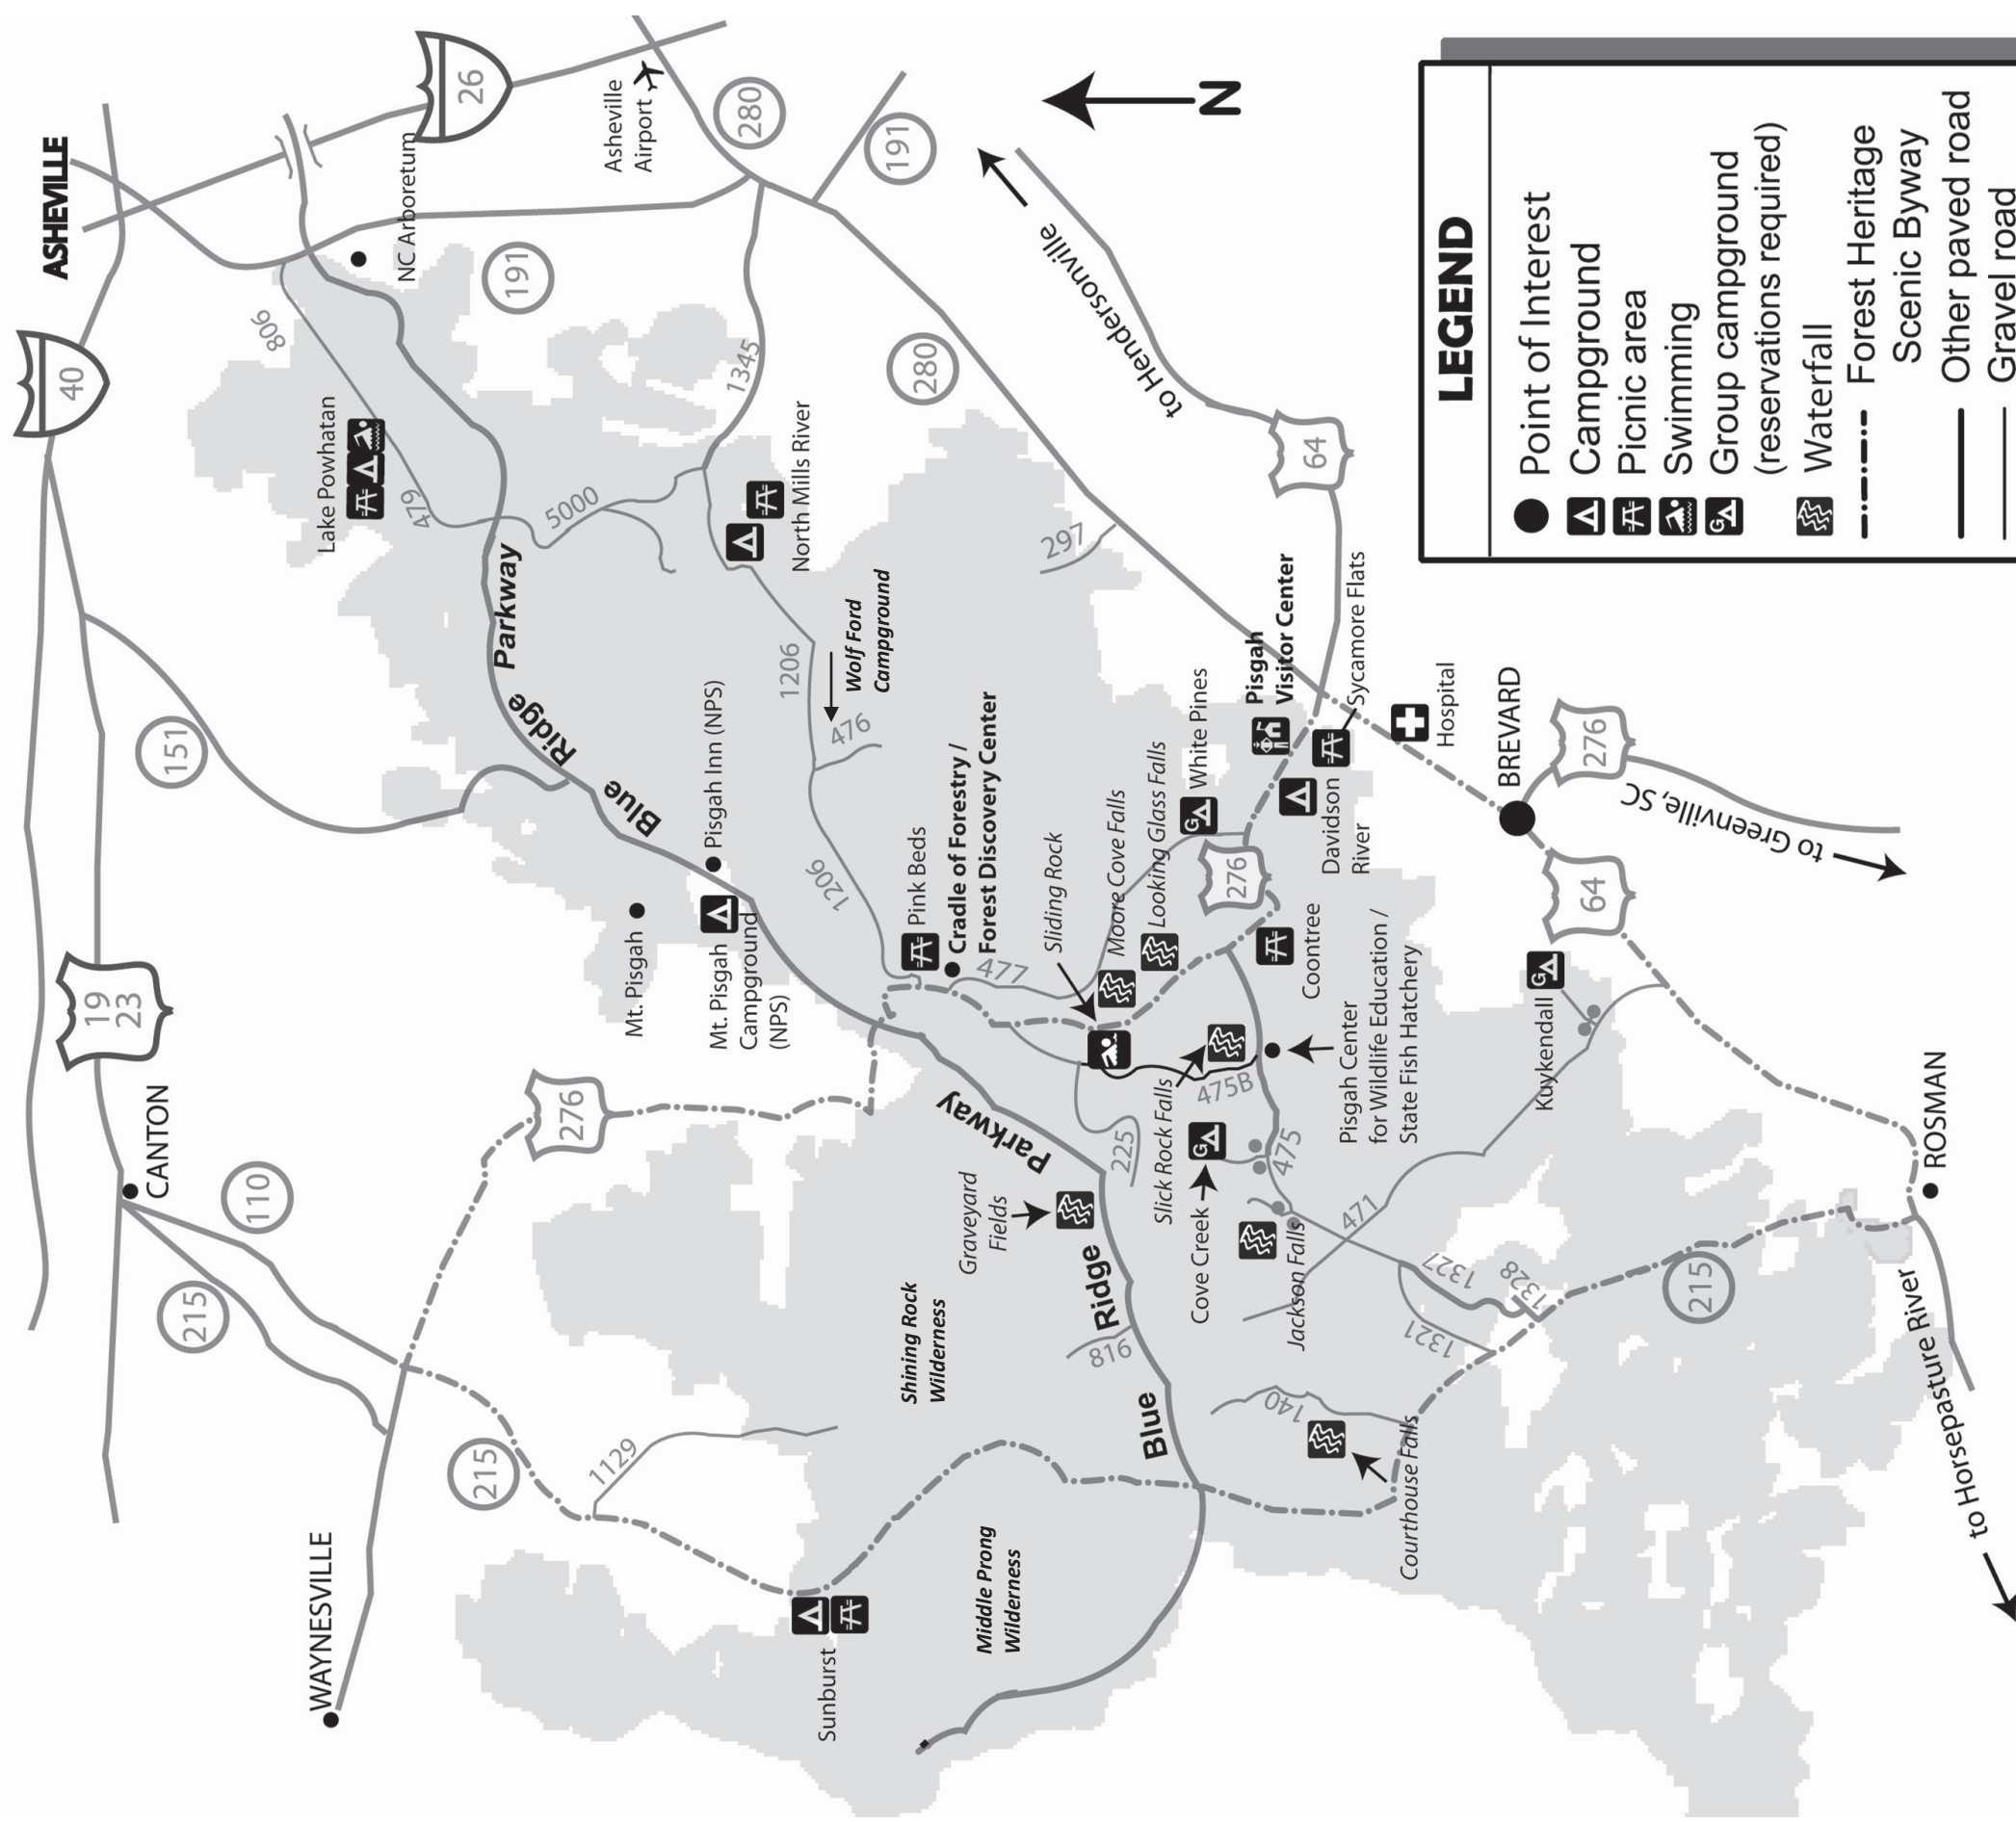 ASHEVILLE
40
26
NC Arboretum
Asheville
Airport
280
191
N
806
191
Lake Powhatan
479
5000
1345
280
to Hendersonville
64
North Mills River
297
151
Blue Ridge Parkway
Pisgah Inn (NPS)
1206
Wolf Ford
Campground
476
Mt. Pisgah
Mt. Pisgah
Campground
(NPS)
1206
Pink Beds
Cradle of Forestry /
Forest Discovery Center
477
Sliding Rock
Moore Cove Falls
Looking Glass Falls
White Pines
Pisgah
Visitor Center
Sycamore Flats
Hospital
276
Davidson
River
BREVARD
276
to Greenville, SC
64
Coontree
Pisgah Center
for Wildlife Education /
State Fish Hatchery
Kuykendall
G
G
G
19
23
CANTON
110
215
276
WAYNESVILLE
215
1129
Sunburst
Shining Rock
Wilderness
Middle Prong
Wilderness
Graveyard
Fields
Blue Ridge Parkway
816
225
Slick Rock Falls
475B
Cove Creek
475
Jackson Falls
471
1327
1328
1321
140
Courthouse Falls
215
ROSMAN
to Horsepasture River
LEGEND
Point of Interest
Campground
Picnic area
Swimming
G
Group campground
(reservations required)
Waterfall
Forest Heritage
Scenic Byway
Other paved road
Gravel road